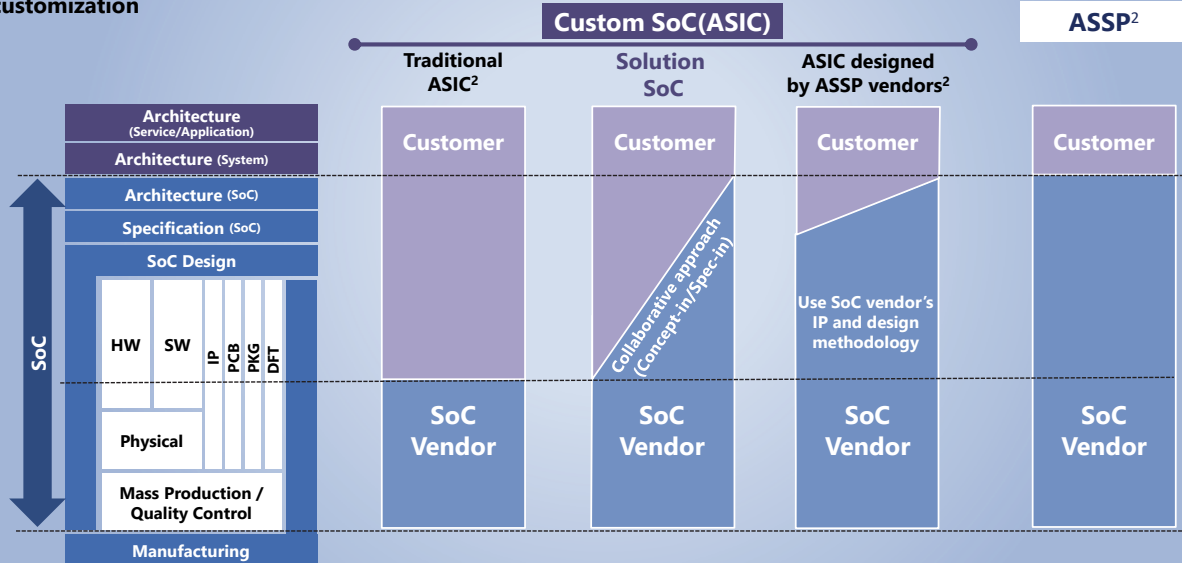 customization
Custom SoC(ASIC)
ASSP²
Traditional
ASIC²
Solution
SoC
ASIC designed
by ASSP vendors²
Architecture
(Service/Application)
Architecture (System)
Architecture (SoC)
Specification (SoC)
SoC Design
HW
SW
IP
PCB
PKG
DFT
Physical
Mass Production /
Quality Control
Manufacturing
SoC
Customer
SoC
Vendor
Customer
Collaborative approach
(Concept-in/Spec-in)
SoC
Vendor
Customer
Use SoC vendor's
IP and design
methodology
SoC
Vendor
Customer
SoC
Vendor